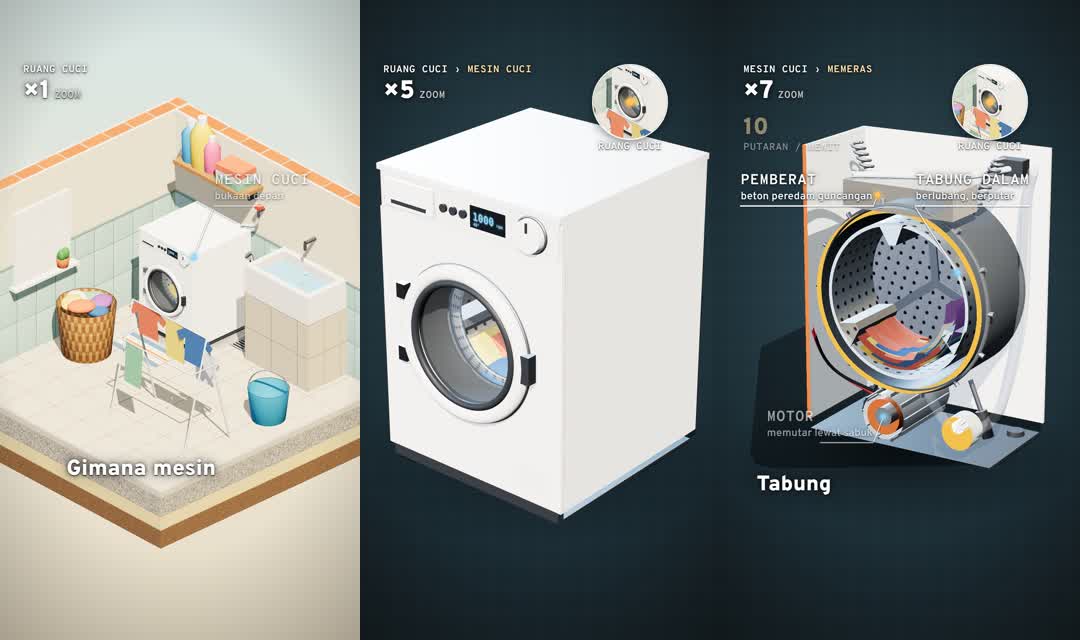 RUANG CUCI
×1 ZOOM
MESIN CUCI
bukaan depan
Gimana mesin
RUANG CUCI › MESIN CUCI
×5 ZOOM
RUANG CUCI
1000
MESIN CUCI › MEMERAS
×7 ZOOM
10
PUTARAN / MENIT
RUANG CUCI
PEMBERAT
beton peredam guncangan
TABUNG DALAM
berlubang, berputar
MOTOR
memutar lewat sabuk
Tabung